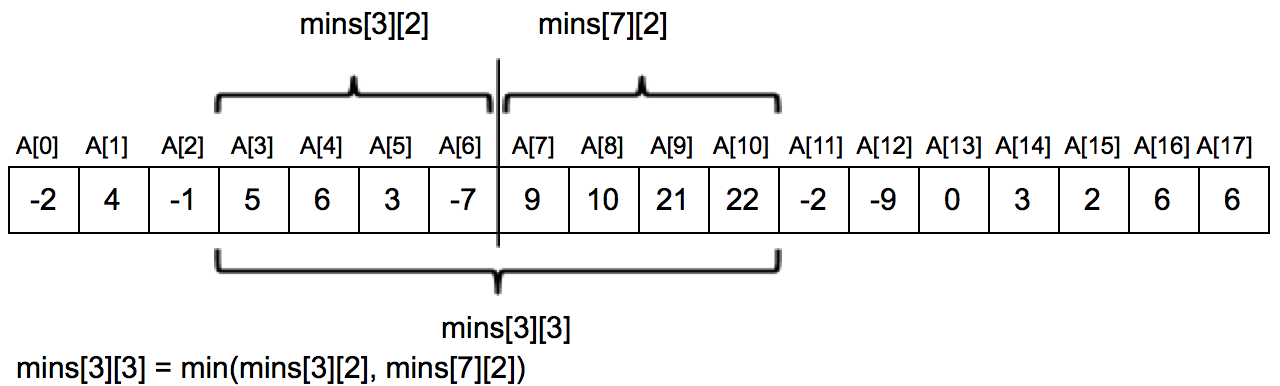 mins[3][2] mins[7][2]
A[0] A[1] A[2] A[3] A[4] A[5] A[6] A[7] A[8] A[9] A[10] A[11] A[12] A[13] A[14] A[15] A[16] A[17]
-2 4 -1 5 6 3 -7 9 10 21 22 -2 -9 0 3 2 6 6
mins[3][3]
mins[3][3] = min(mins[3][2], mins[7][2])